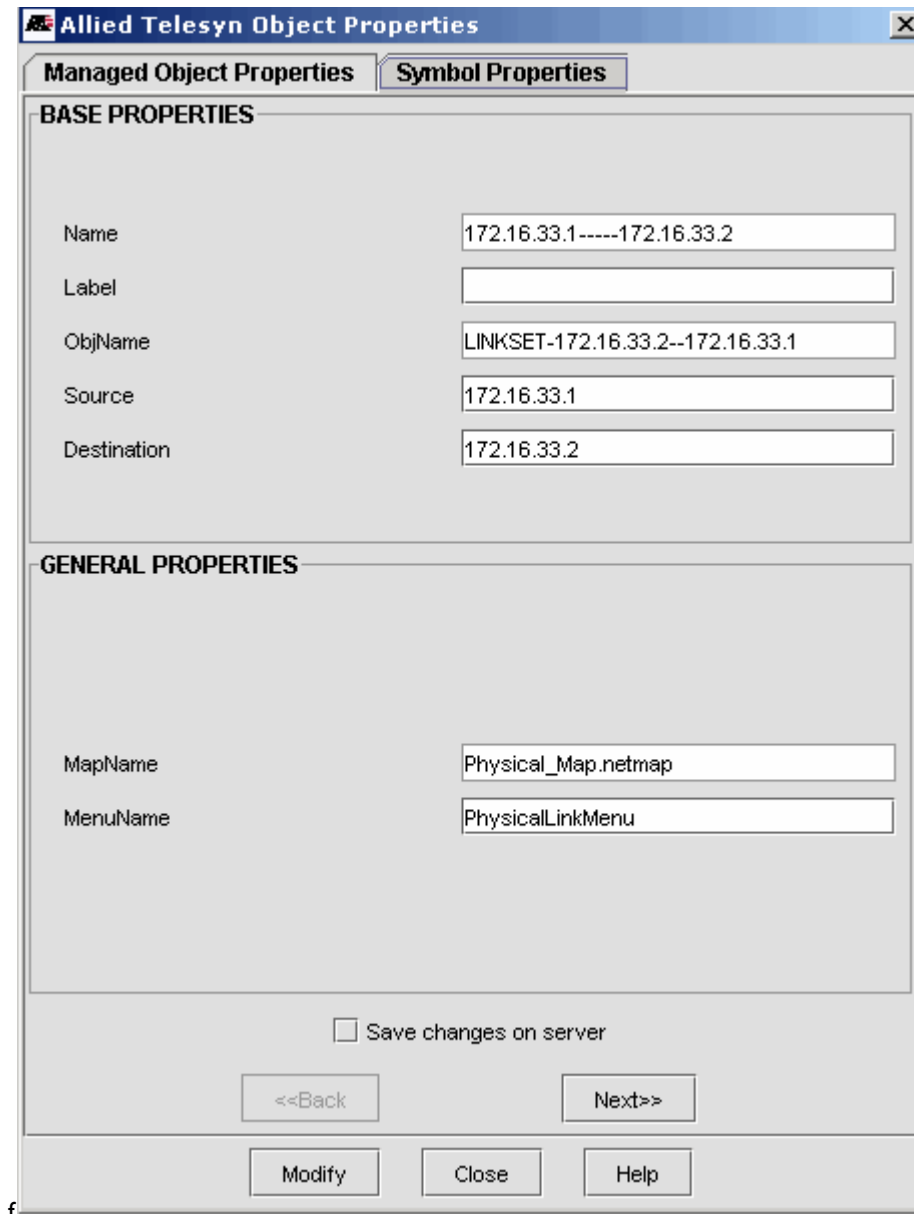 Allied Telesyn Object Properties
Managed Object Properties Symbol Properties
BASE PROPERTIES
Name 172.16.33.1-----172.16.33.2
Label
ObjName LINKSET-172.16.33.2--172.16.33.1
Source 172.16.33.1
Destination 172.16.33.2
GENERAL PROPERTIES
MapName Physical_Map.netmap
MenuName PhysicalLinkMenu
Save changes on server
<<Back Next>>
Modify Close Help
f